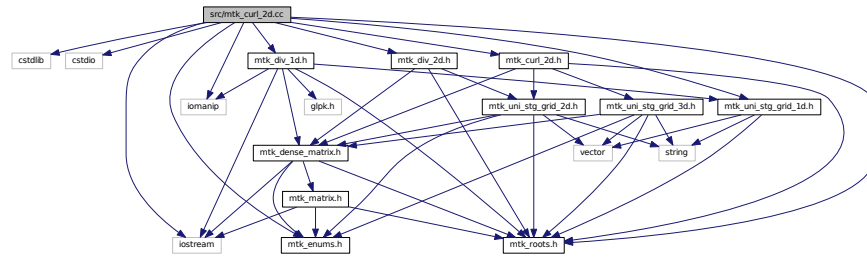 src/mtk_curl_2d.cc
cstdlib
cstdio
mtk_div_1d.h
mtk_div_2d.h
mtk_curl_2d.h
iomanip
glpk.h
mtk_uni_stg_grid_2d.h
mtk_uni_stg_grid_3d.h
mtk_uni_stg_grid_1d.h
mtk_dense_matrix.h
vector
string
mtk_matrix.h
iostream
mtk_enums.h
mtk_roots.h